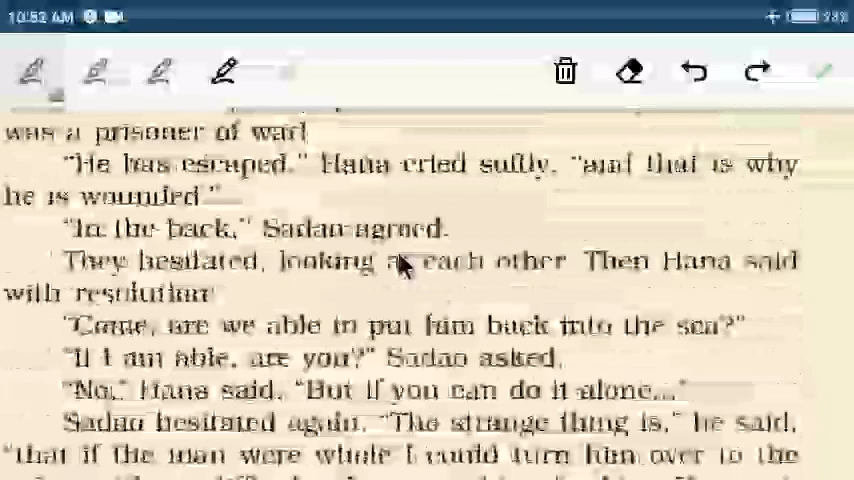 10:52 AM
was a prisoner of war!
"He has escaped," Hana cried softly, "and that is why
he is wounded."
"In the back," Sadao agreed.
They hesitated, looking at each other. Then Hana said
with resolution:
"Come, are we able to put him back into the sea?"
"If I am able, are you?" Sadao asked.
"No," Hana said. "But if you can do it alone..."
Sadao hesitated again. "The strange thing is," he said,
"that if the man were whole I could turn him over to the